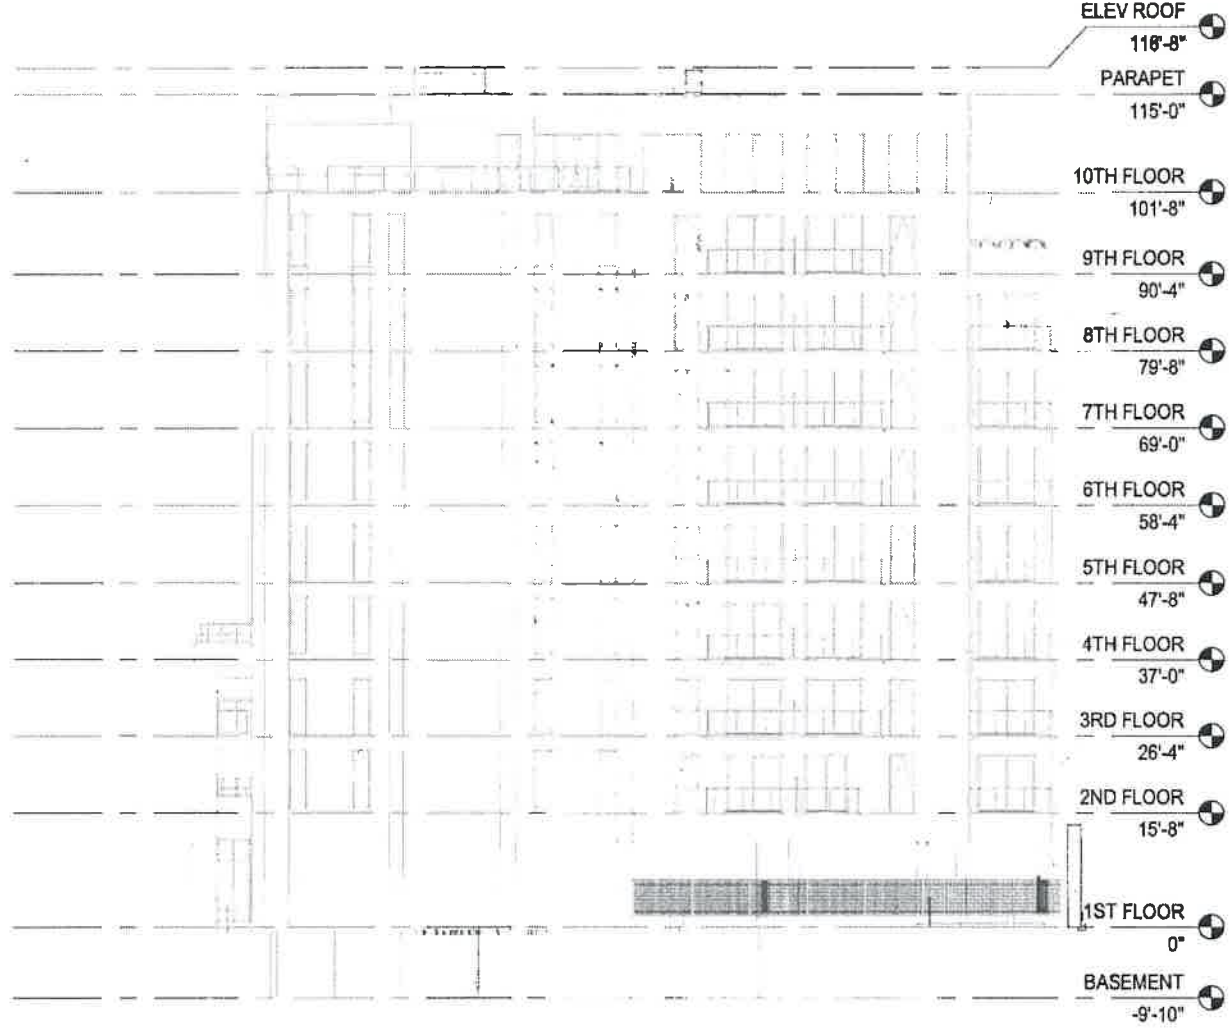 ELEV ROOF
118'-8"
PARAPET
115'-0"
10TH FLOOR
101'-8"
9TH FLOOR
90'-4"
8TH FLOOR
79'-8"
7TH FLOOR
69'-0"
6TH FLOOR
58'-4"
5TH FLOOR
47'-8"
4TH FLOOR
37'-0"
3RD FLOOR
26'-4"
2ND FLOOR
15'-8"
1ST FLOOR
0"
BASEMENT
-9'-10"